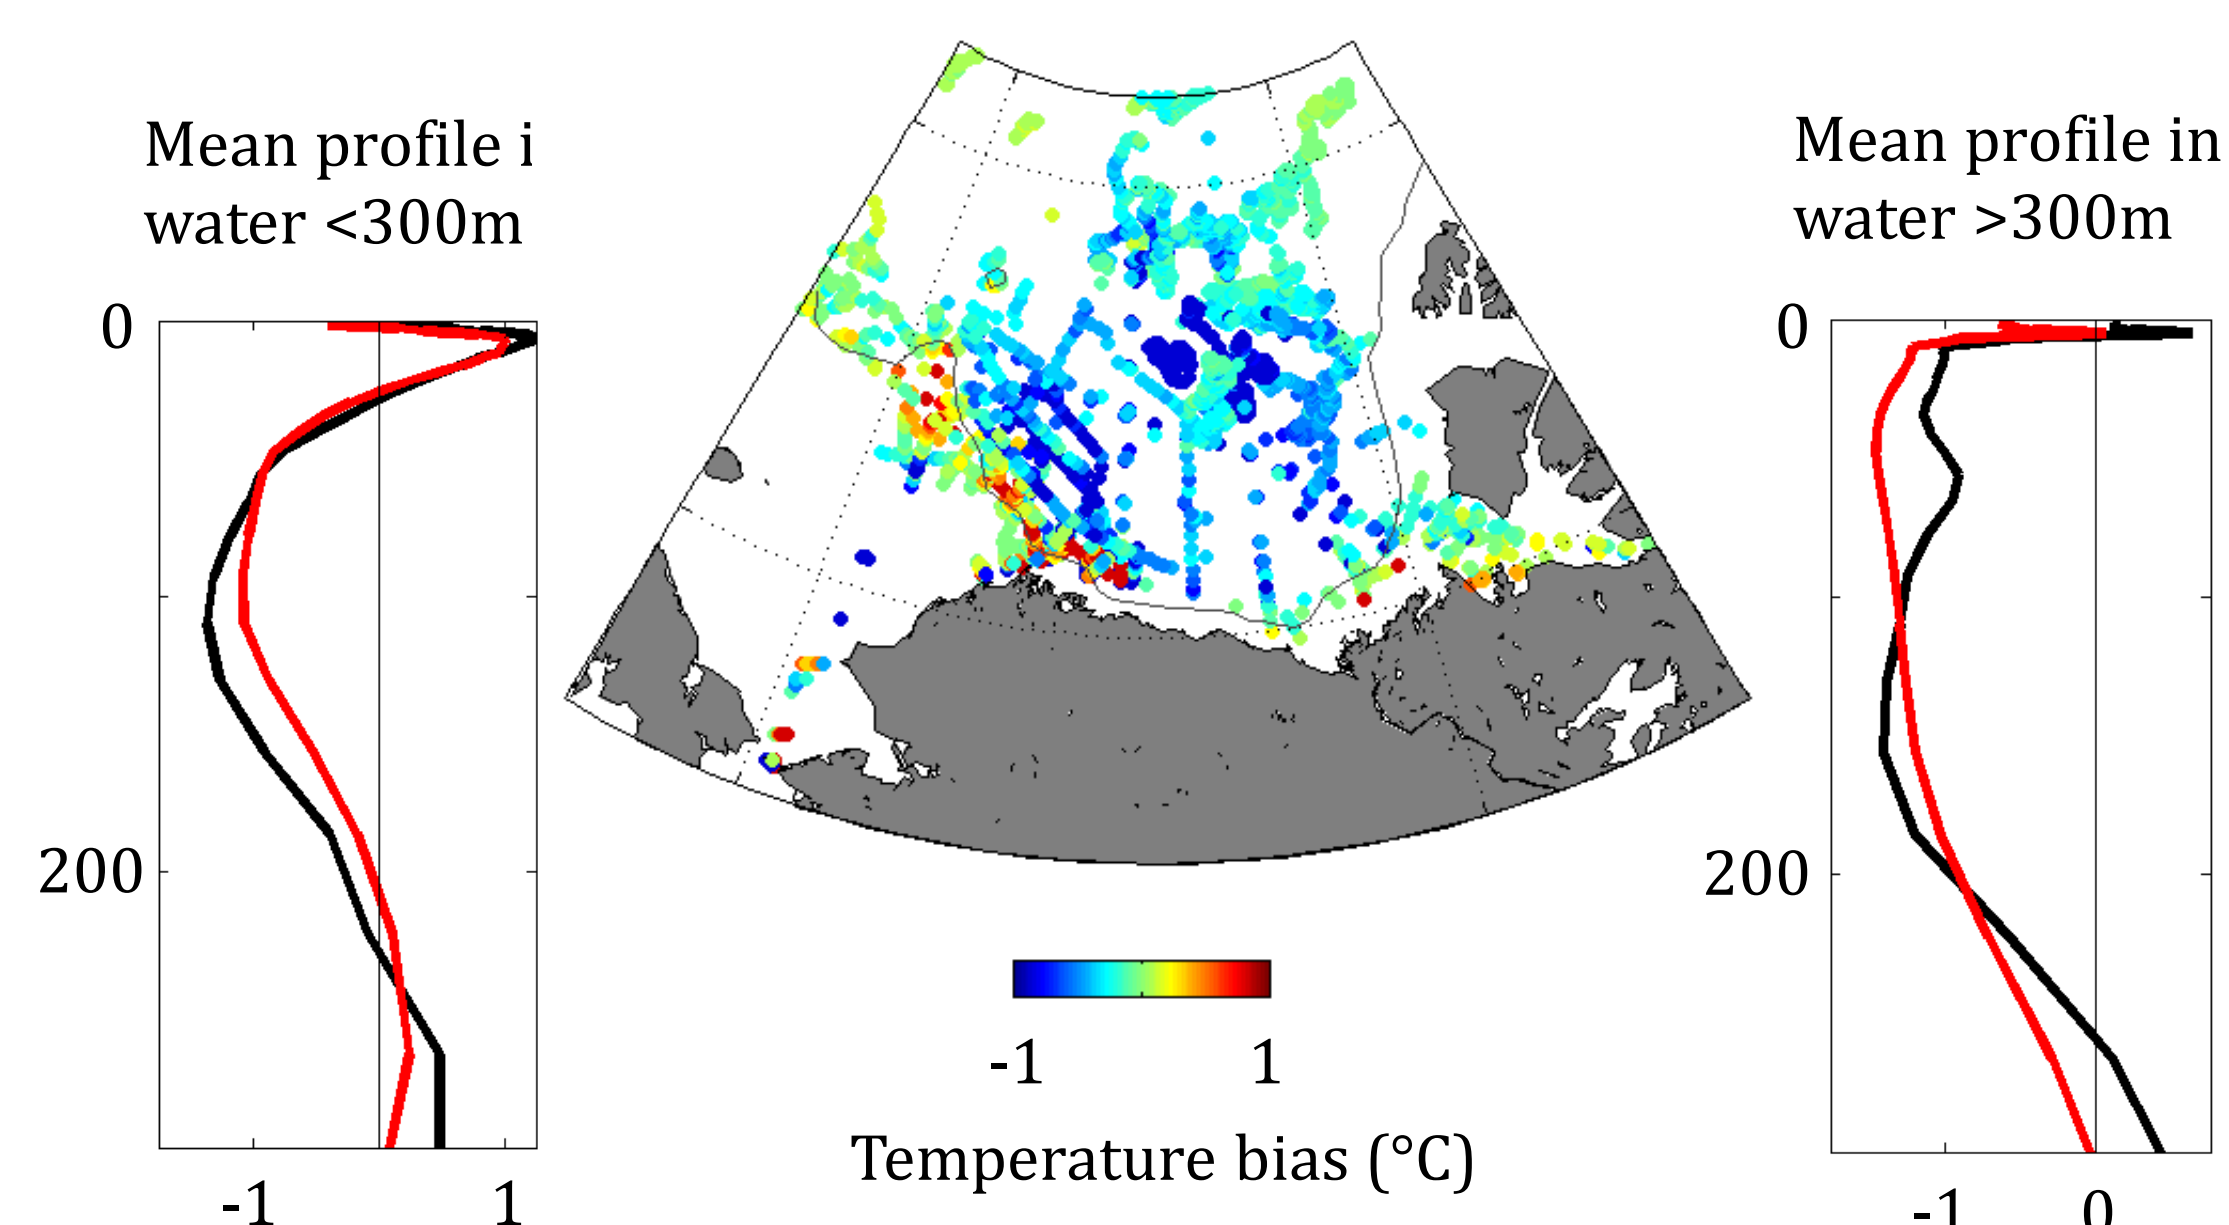 Mean profile i
water <300m
0
200
-1 1
-1 1
Temperature bias (°C)
Mean profile in
water >300m
0
200
-1 0